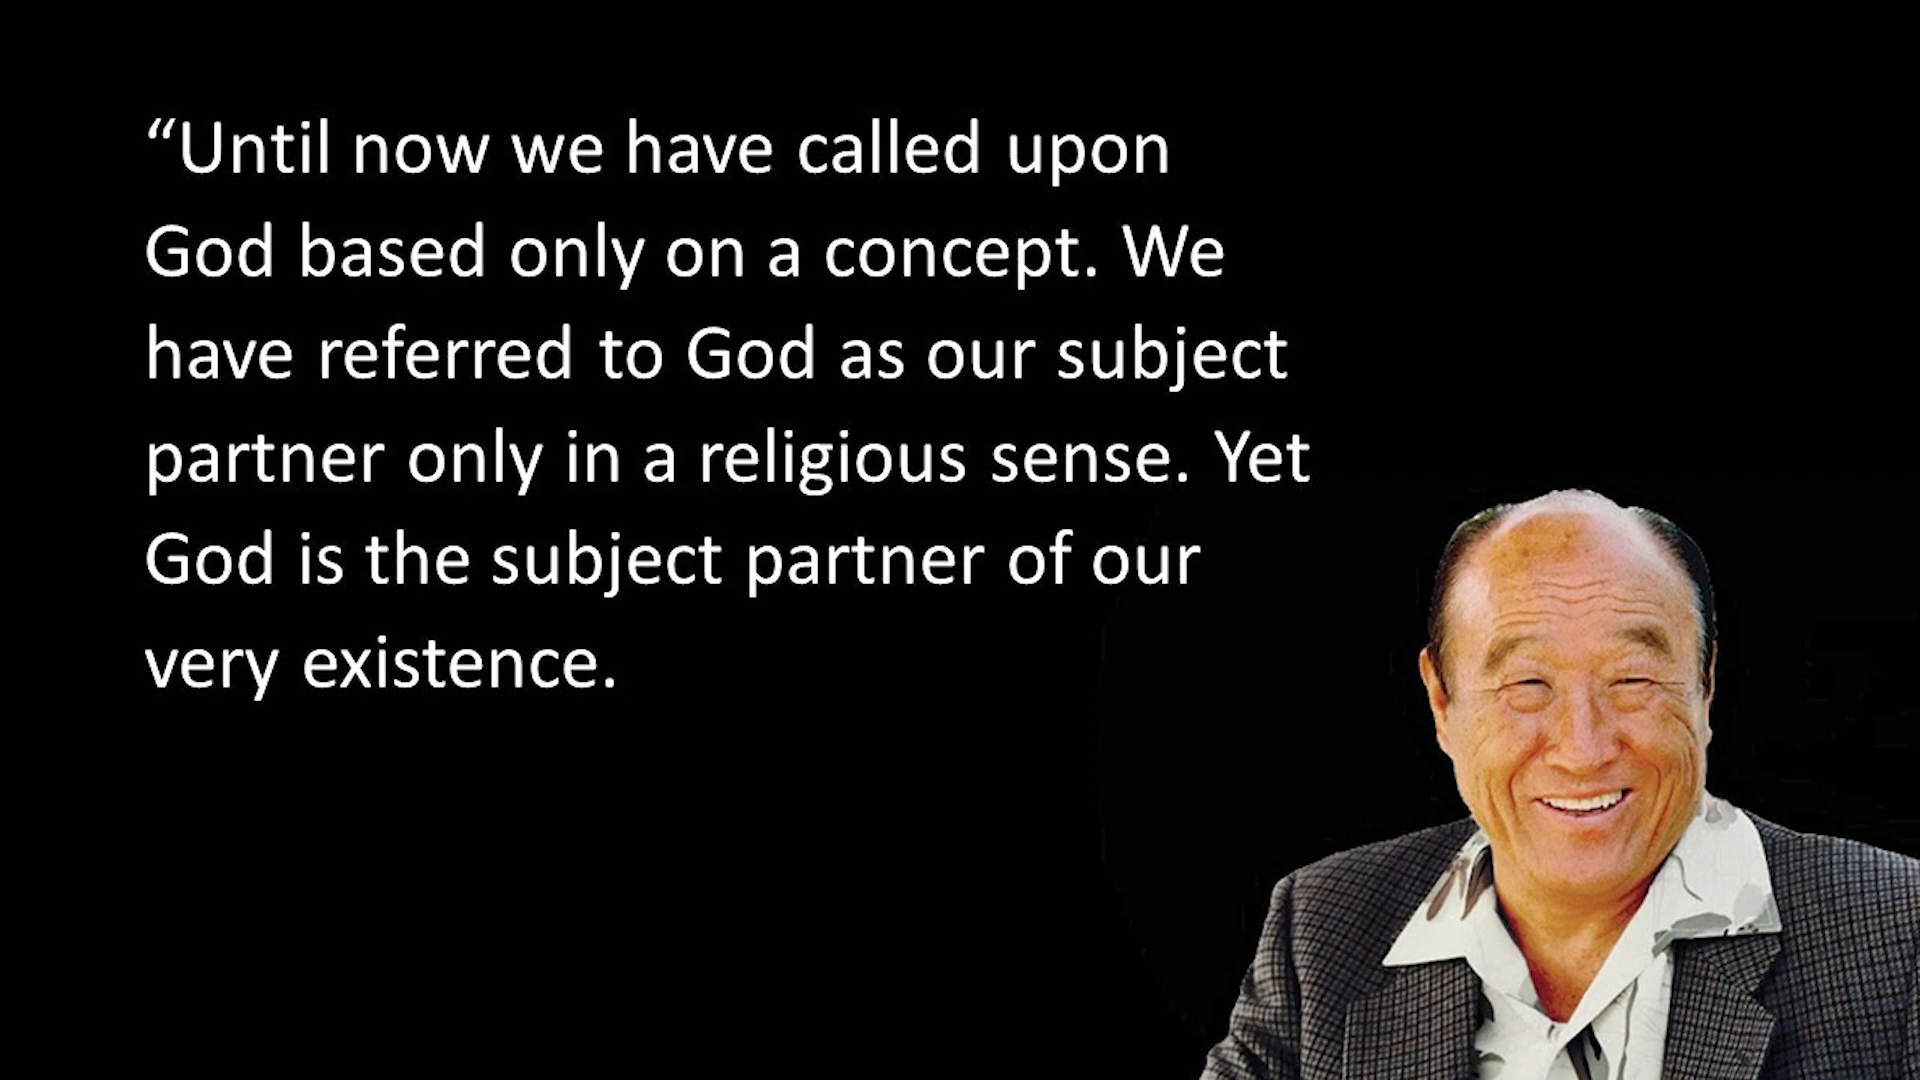 “Until now we have called upon
God based only on a concept. We
have referred to God as our subject
partner only in a religious sense. Yet
God is the subject partner of our
very existence.